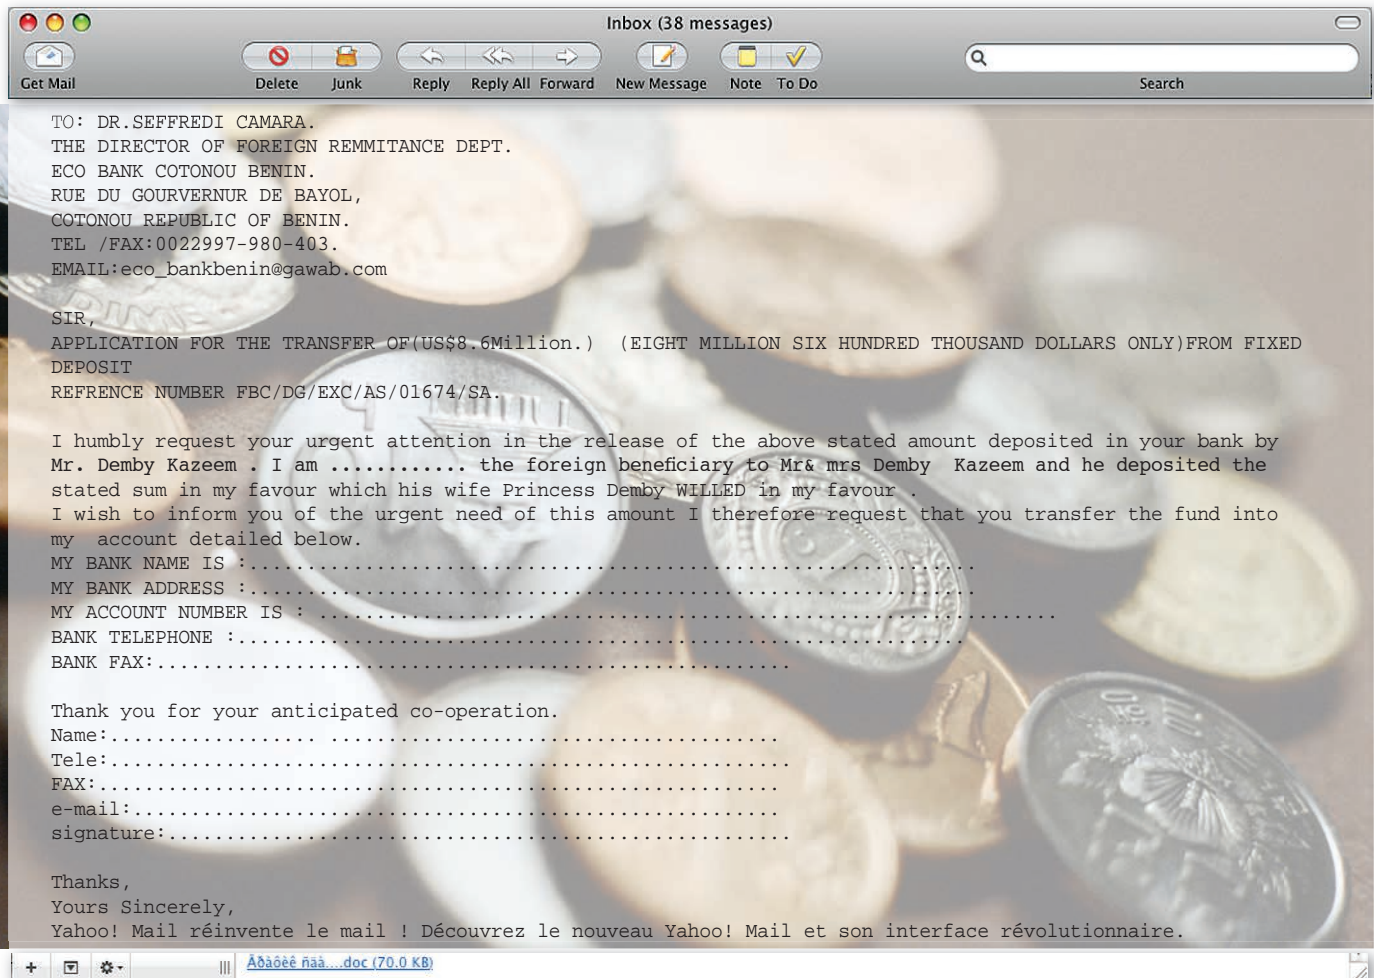 Inbox (38 messages)
Get Mail Delete Junk Reply Reply All Forward New Message Note To Do Search
TO: DR.SEFFREDI CAMARA.
THE DIRECTOR OF FOREIGN REMMITANCE DEPT.
ECO BANK COTONOU BENIN.
RUE DU GOURVERNUR DE BAYOL,
COTONOU REPUBLIC OF BENIN.
TEL /FAX:0022997-980-403.
EMAIL:eco_bankbenin@gawab.com
SIR,
APPLICATION FOR THE TRANSFER OF(US$8.6Million.) (EIGHT MILLION SIX HUNDRED THOUSAND DOLLARS ONLY)FROM FIXED
DEPOSIT
REFRENCE NUMBER FBC/DG/EXC/AS/01674/SA.
I humbly request your urgent attention in the release of the above stated amount deposited in your bank by
Mr. Demby Kazeem . I am ............ the foreign beneficiary to Mr& mrs Demby Kazeem and he deposited the
stated sum in my favour which his wife Princess Demby WILLED in my favour .
I wish to inform you of the urgent need of this amount I therefore request that you transfer the fund into
my account detailed below.
MY BANK NAME IS :..............................................................
MY BANK ADDRESS :..............................................................
MY ACCOUNT NUMBER IS : ................................................................
BANK TELEPHONE :..............................................................
BANK FAX:.......................................................
Thank you for your anticipated co-operation.
Name:.................. .......................................
Tele:...........................................................
FAX:...........................................................
e-mail:........................................................
signature:......................................................
Thanks,
Yours Sincerely,
Yahoo! Mail réinvente le mail ! Découvrez le nouveau Yahoo! Mail et son interface révolutionnaire.
Âðàôèê ñäà....doc (70.0 KB)
DIME